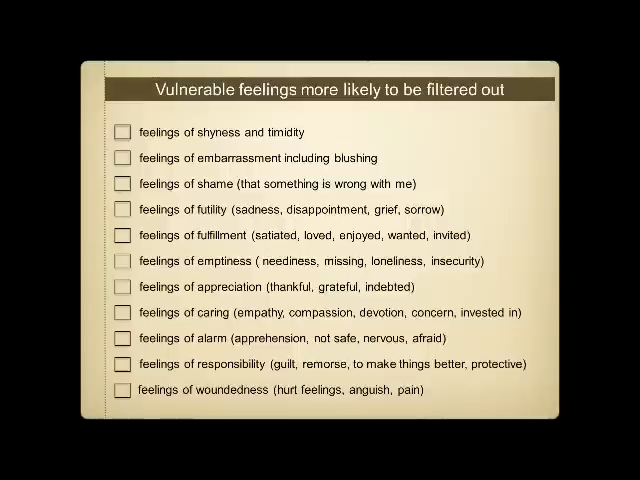 Vulnerable feelings more likely to be filtered out
feelings of shyness and timidity
feelings of embarrassment including blushing
feelings of shame (that something is wrong with me)
feelings of futility (sadness, disappointment, grief, sorrow)
feelings of fulfillment (satiated, loved, enjoyed, wanted, invited)
feelings of emptiness ( neediness, missing, loneliness, insecurity)
feelings of appreciation (thankful, grateful, indebted)
feelings of caring (empathy, compassion, devotion, concern, invested in)
feelings of alarm (apprehension, not safe, nervous, afraid)
feelings of responsibility (guilt, remorse, to make things better, protective)
feelings of woundedness (hurt feelings, anguish, pain)